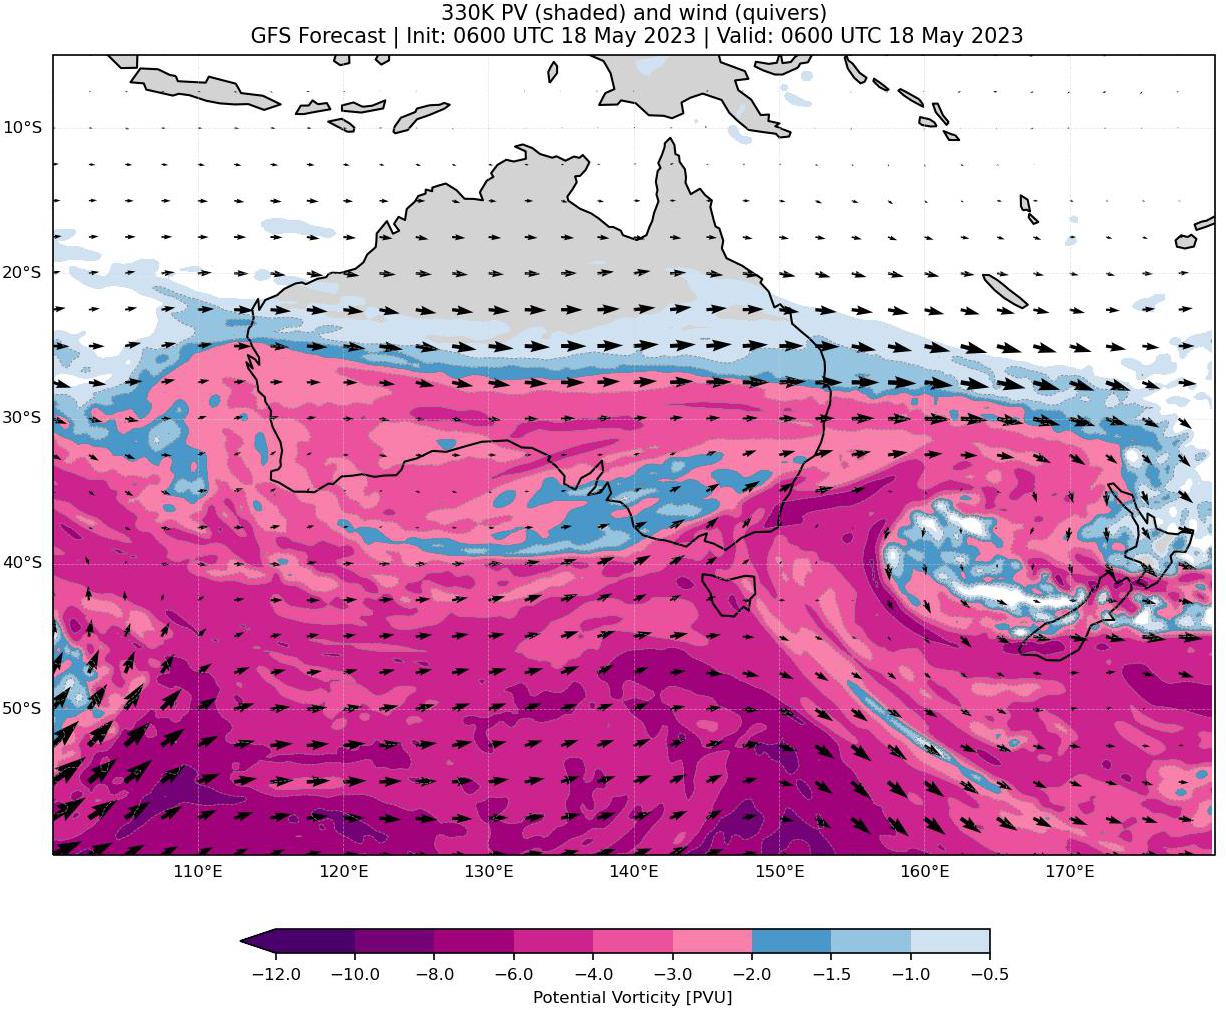 330K PV (shaded) and wind (quivers)
GFS Forecast | Init: 0600 UTC 18 May 2023 | Valid: 0600 UTC 18 May 2023
10°S
20°S
30°S
40°S
50°S
110°E 120°E 130°E 140°E 150°E 160°E 170°E
−12.0 −10.0 −8.0 −6.0 −4.0 −3.0 −2.0 −1.5 −1.0 −0.5
Potential Vorticity [PVU]